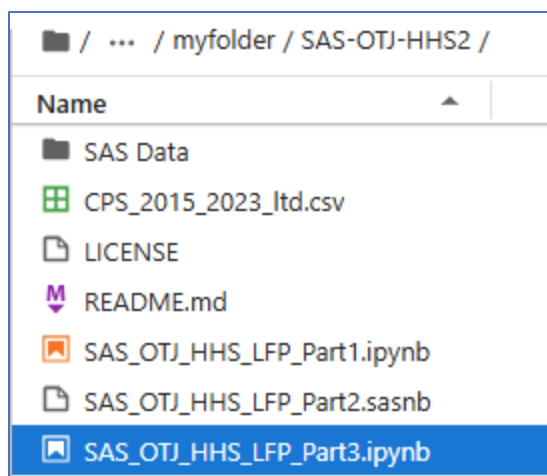 / ··· / myfolder / SAS-OTJ-HHS2 /
Name
SAS Data
CPS_2015_2023_ltd.csv
LICENSE
README.md
SAS_OTJ_HHS_LFP_Part1.ipynb
SAS_OTJ_HHS_LFP_Part2.sasnb
SAS_OTJ_HHS_LFP_Part3.ipynb